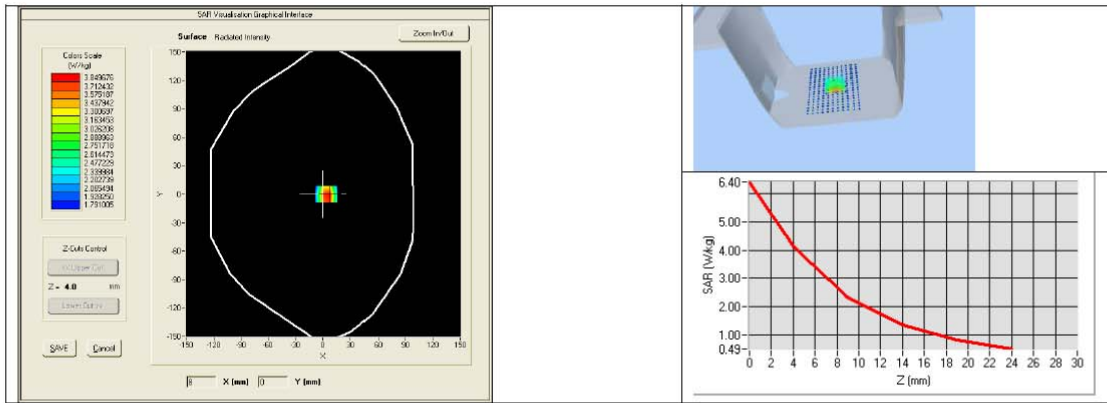 SAR Visualisation Graphical Interface
Surface Radiated Intensity
Zoom In/Out
Colors Scale
(W/kg)
3.849676
3.712432
3.575187
3.437942
3.300697
3.163453
3.026208
2.888963
2.751718
2.614473
2.477229
2.339984
2.202739
2.065494
1.928250
1.791005
Z-Cuts Control
Z = 4.0 mm
SAVE
Cancel
150-
120-
90-
60-
30-
0-
-30-
-60-
-90-
-120-
-150-
Y
-150 -120 -90 -60 -30 0 30 60 90 120 150
X
8 X (mm) 0 Y (mm)
6.40
5.00
4.00
3.00
2.00
1.00
0.49
SAR (W/kg)
0 2 4 6 8 10 12 14 16 18 20 22 24 26 28 30
Z (mm)